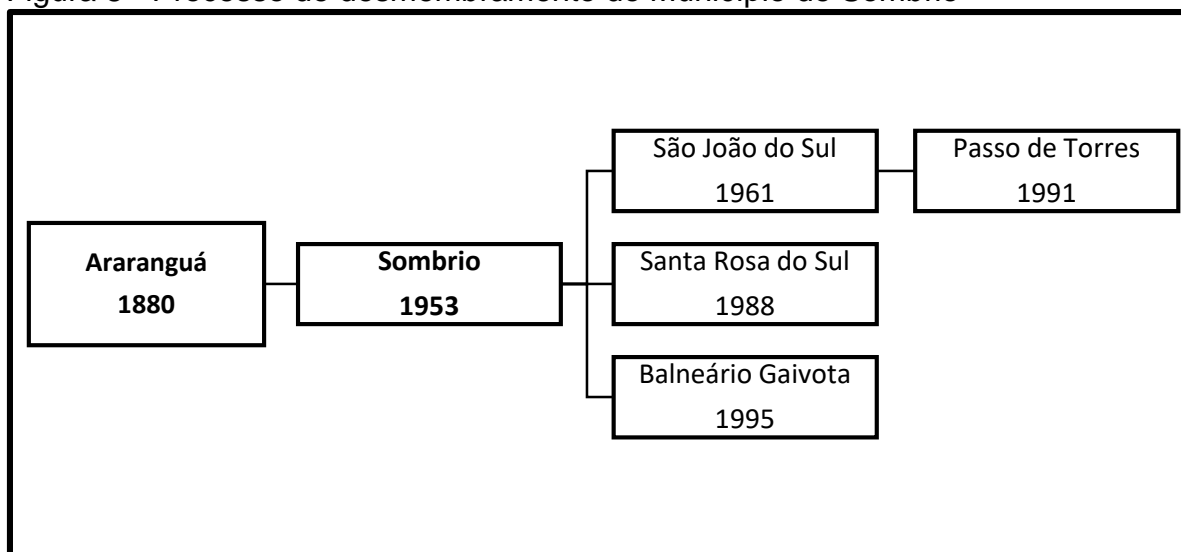 Figura - Processo de desmembramento do Município de Sombrio
São João do Sul
1961
Passo de Torres
1991
Araranguá
1880
Sombrio
1953
Santa Rosa do Sul
1988
Balneário Gaivota
1995